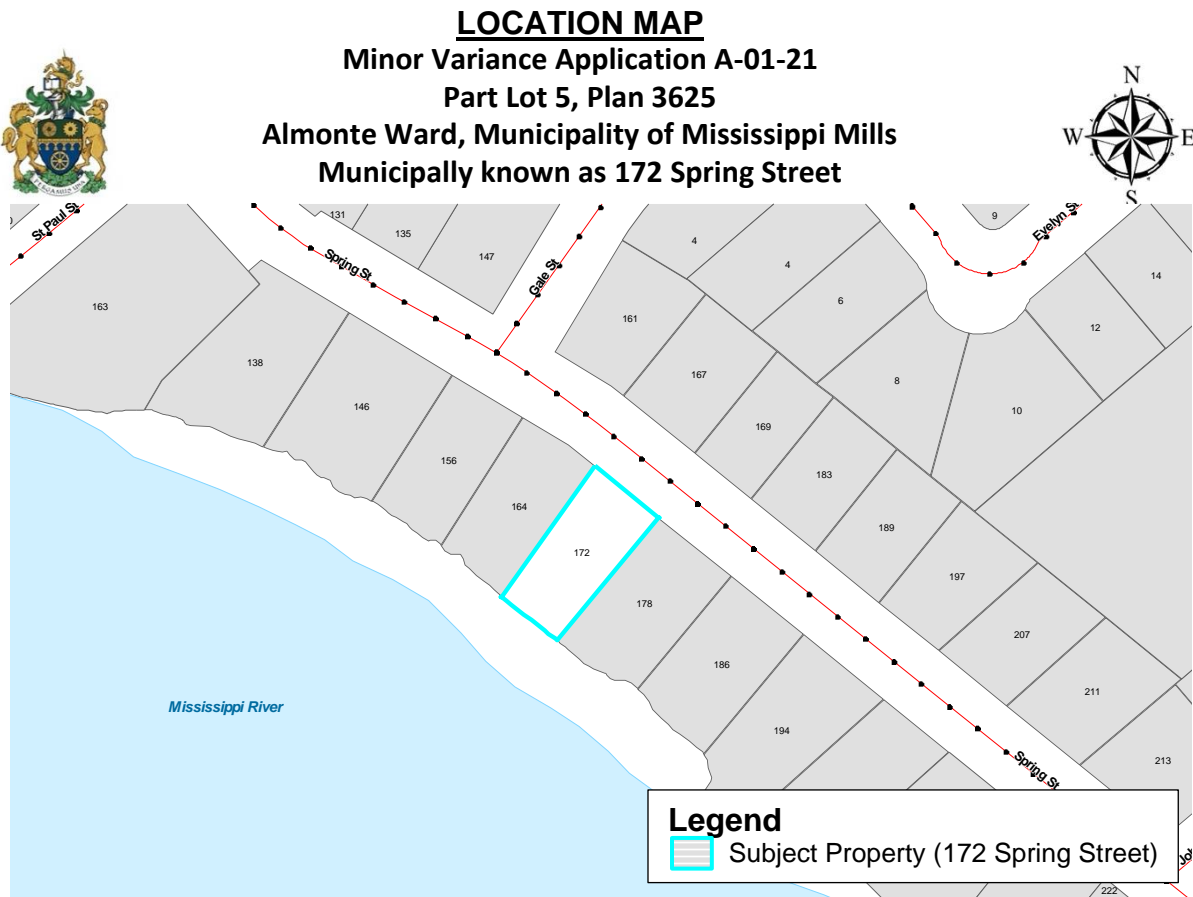 LOCATION MAP
Minor Variance Application A-01-21
Part Lot 5, Plan 3625
Almonte Ward, Municipality of Mississippi Mills
Municipally known as 172 Spring Street
N
W E
S
St Paul St
131
135
147
Spring St
Gale St
9
Evelyn St
4
4
6
14
12
163
138
161
167
8
10
146
169
156
183
164
189
172
197
178
207
186
211
194
213
Mississippi River
Spring St
Legend
Subject Property (172 Spring Street)
222